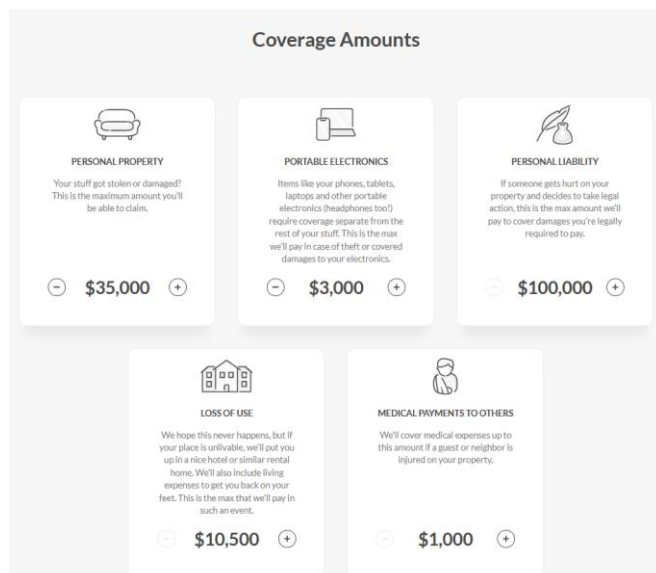 Coverage Amounts
PERSONAL PROPERTY
Your stuff got stolen or damaged?
This is the maximum amount you'll
be able to claim.
− $35,000 +
PORTABLE ELECTRONICS
Items like your phones, tablets,
laptops and other portable
electronics (headphones too!)
require coverage separate from the
rest of your stuff. This is the max
we'll pay in case of theft or covered
damages to your electronics.
− $3,000 +
PERSONAL LIABILITY
If someone gets hurt on your
property and decides to take legal
action, this is the max amount we'll
pay to cover damages you're legally
required to pay.
− $100,000 +
LOSS OF USE
We hope this never happens, but if
your place is unlivable, we'll put you
up in a nice hotel or similar rental
home. We'll also include living
expenses to get you back on your
feet. This is the max that we'll pay in
such an event.
− $10,500 +
MEDICAL PAYMENTS TO OTHERS
We'll cover medical expenses up to
this amount if a guest or neighbor is
injured on your property.
− $1,000 +